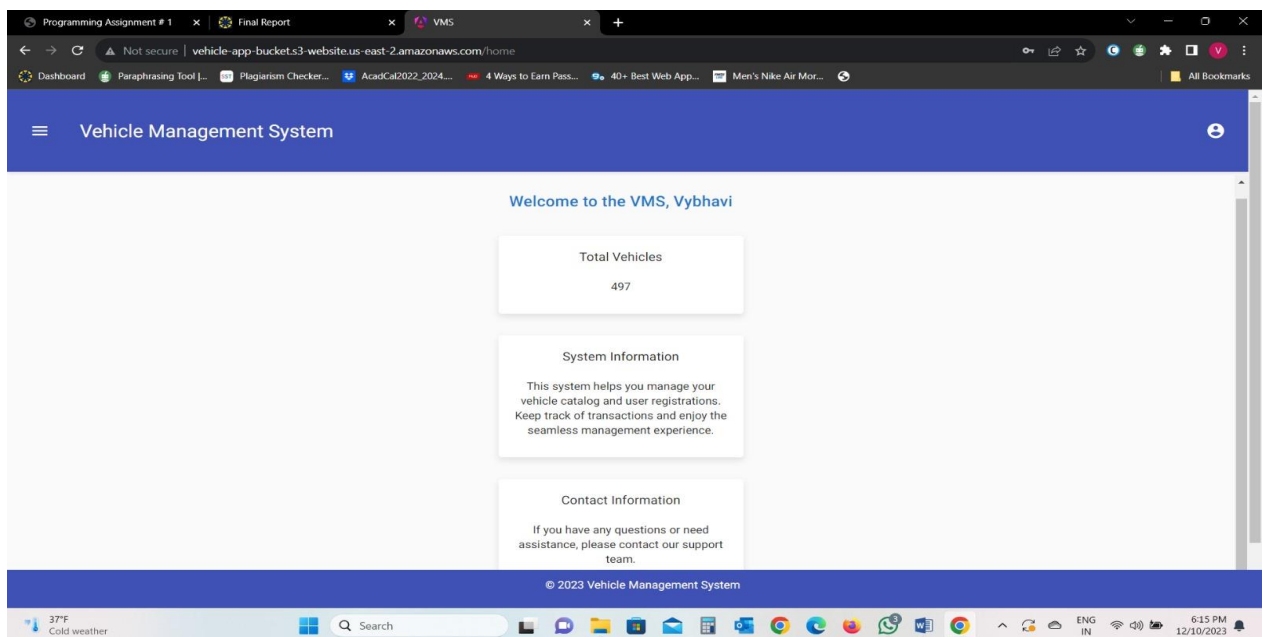 Programming Assignment # 1
Final Report
VMS
Not secure | vehicle-app-bucket.s3-website.us-east-2.amazonaws.com/home
Dashboard
Paraphrasing Tool |...
Plagiarism Checker...
AcadCal2022_2024....
4 Ways to Earn Pass...
40+ Best Web App...
Men's Nike Air Mor...
All Bookmarks
V
Vehicle Management System
Welcome to the VMS, Vybhavi
Total Vehicles
497
System Information
This system helps you manage your
vehicle catalog and user registrations.
Keep track of transactions and enjoy the
seamless management experience.
Contact Information
If you have any questions or need
assistance, please contact our support
team.
© 2023 Vehicle Management System
37°F
Cold weather
Search
ENG
IN
6:15 PM
12/10/2023